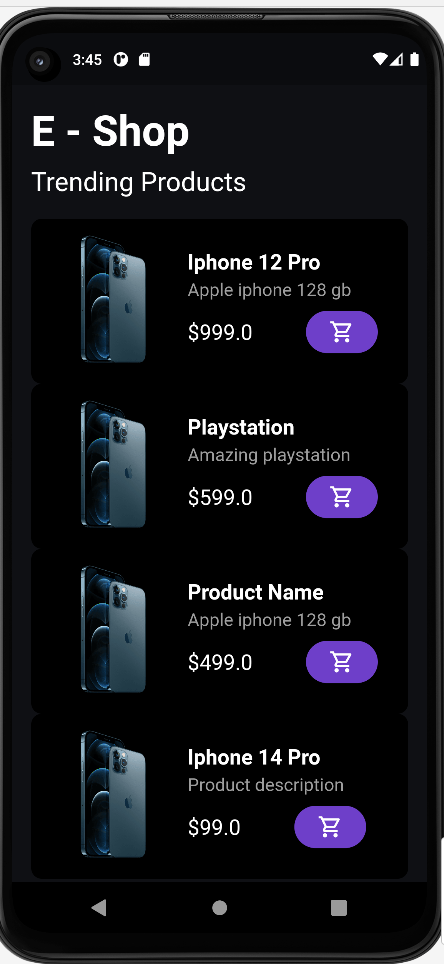 3:45
E - Shop
Trending Products
Iphone 12 Pro
Apple iphone 128 gb
$999.0
Playstation
Amazing playstation
$599.0
Product Name
Apple iphone 128 gb
$499.0
Iphone 14 Pro
Product description
$99.0